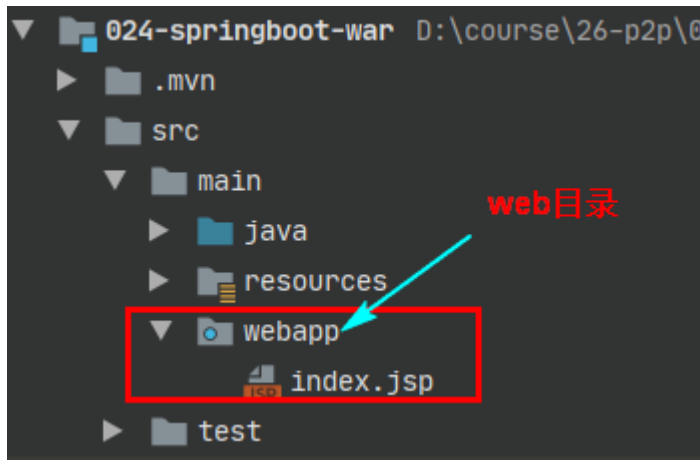 024-springboot-war D:\course\26-p2p\0
.mvn
src
main
web目录
java
resources
webapp
index.jsp
JSP
test